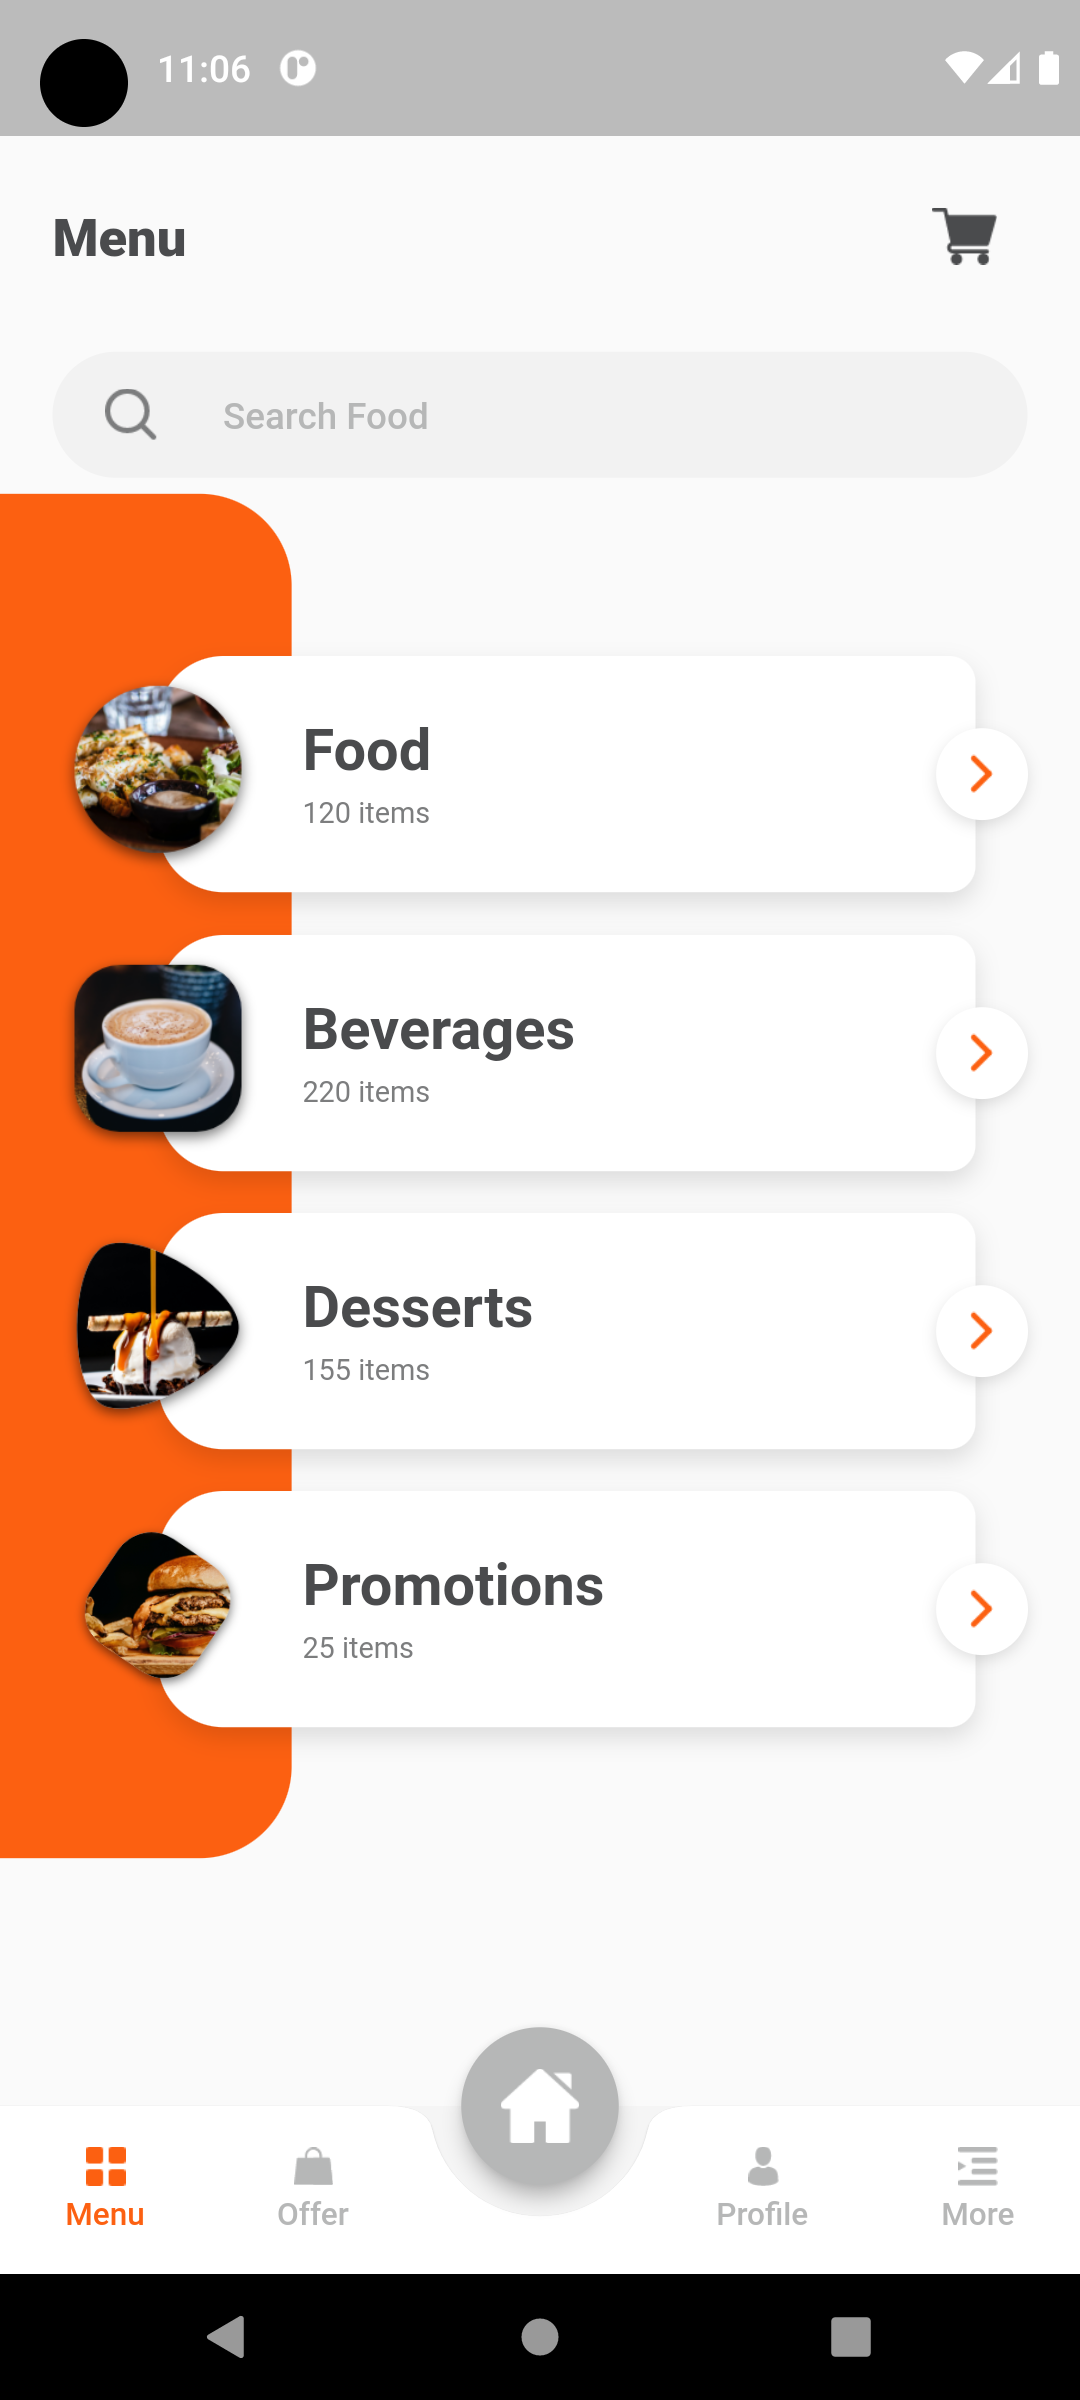 11:06
Menu
Search Food
Food
120 items
Beverages
220 items
Desserts
155 items
Promotions
25 items
Menu
Offer
Profile
More